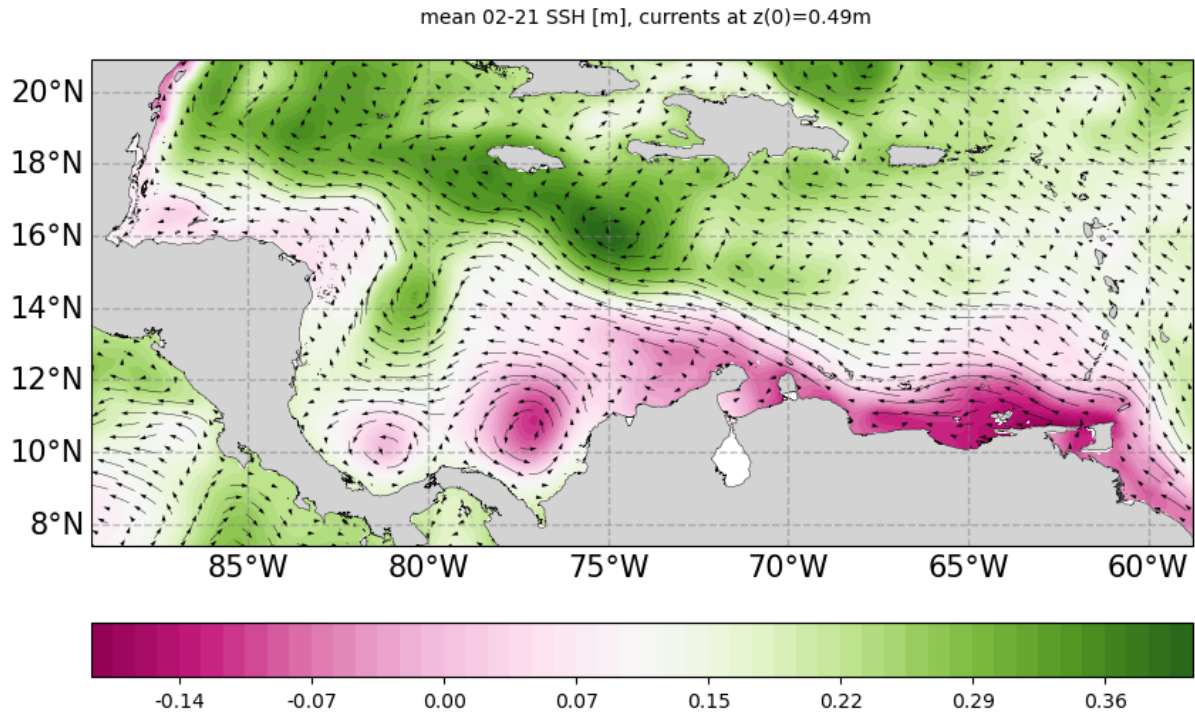 mean 02-21 SSH [m], currents at z(0)=0.49m
20°N
18°N
16°N
14°N
12°N
10°N
8°N
85°W 80°W 75°W 70°W 65°W 60°W
-0.14 -0.07 0.00 0.07 0.15 0.22 0.29 0.36